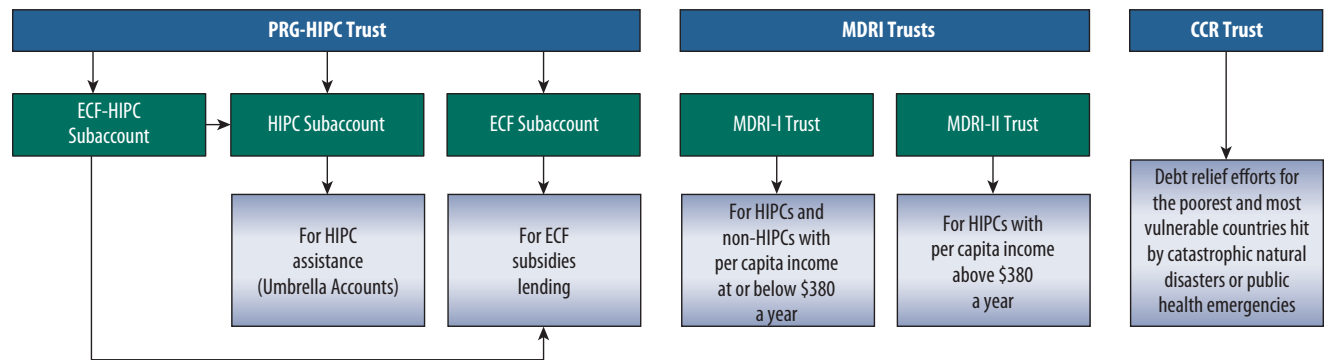 PRG-HIPC Trust
MDRI Trusts
CCR Trust
ECF-HIPC
Subaccount
HIPC Subaccount
ECF Subaccount
MDRI-I Trust
MDRI-II Trust
For HIPC
assistance
(Umbrella Accounts)
For ECF
subsidies
lending
For HIPCs and
non-HIPCs with
per capita income
at or below $380
a year
For HIPCs with
per capita income
above $380
a year
Debt relief efforts for
the poorest and most
vulnerable countries hit
by catastrophic natural
disasters or public
health emergencies